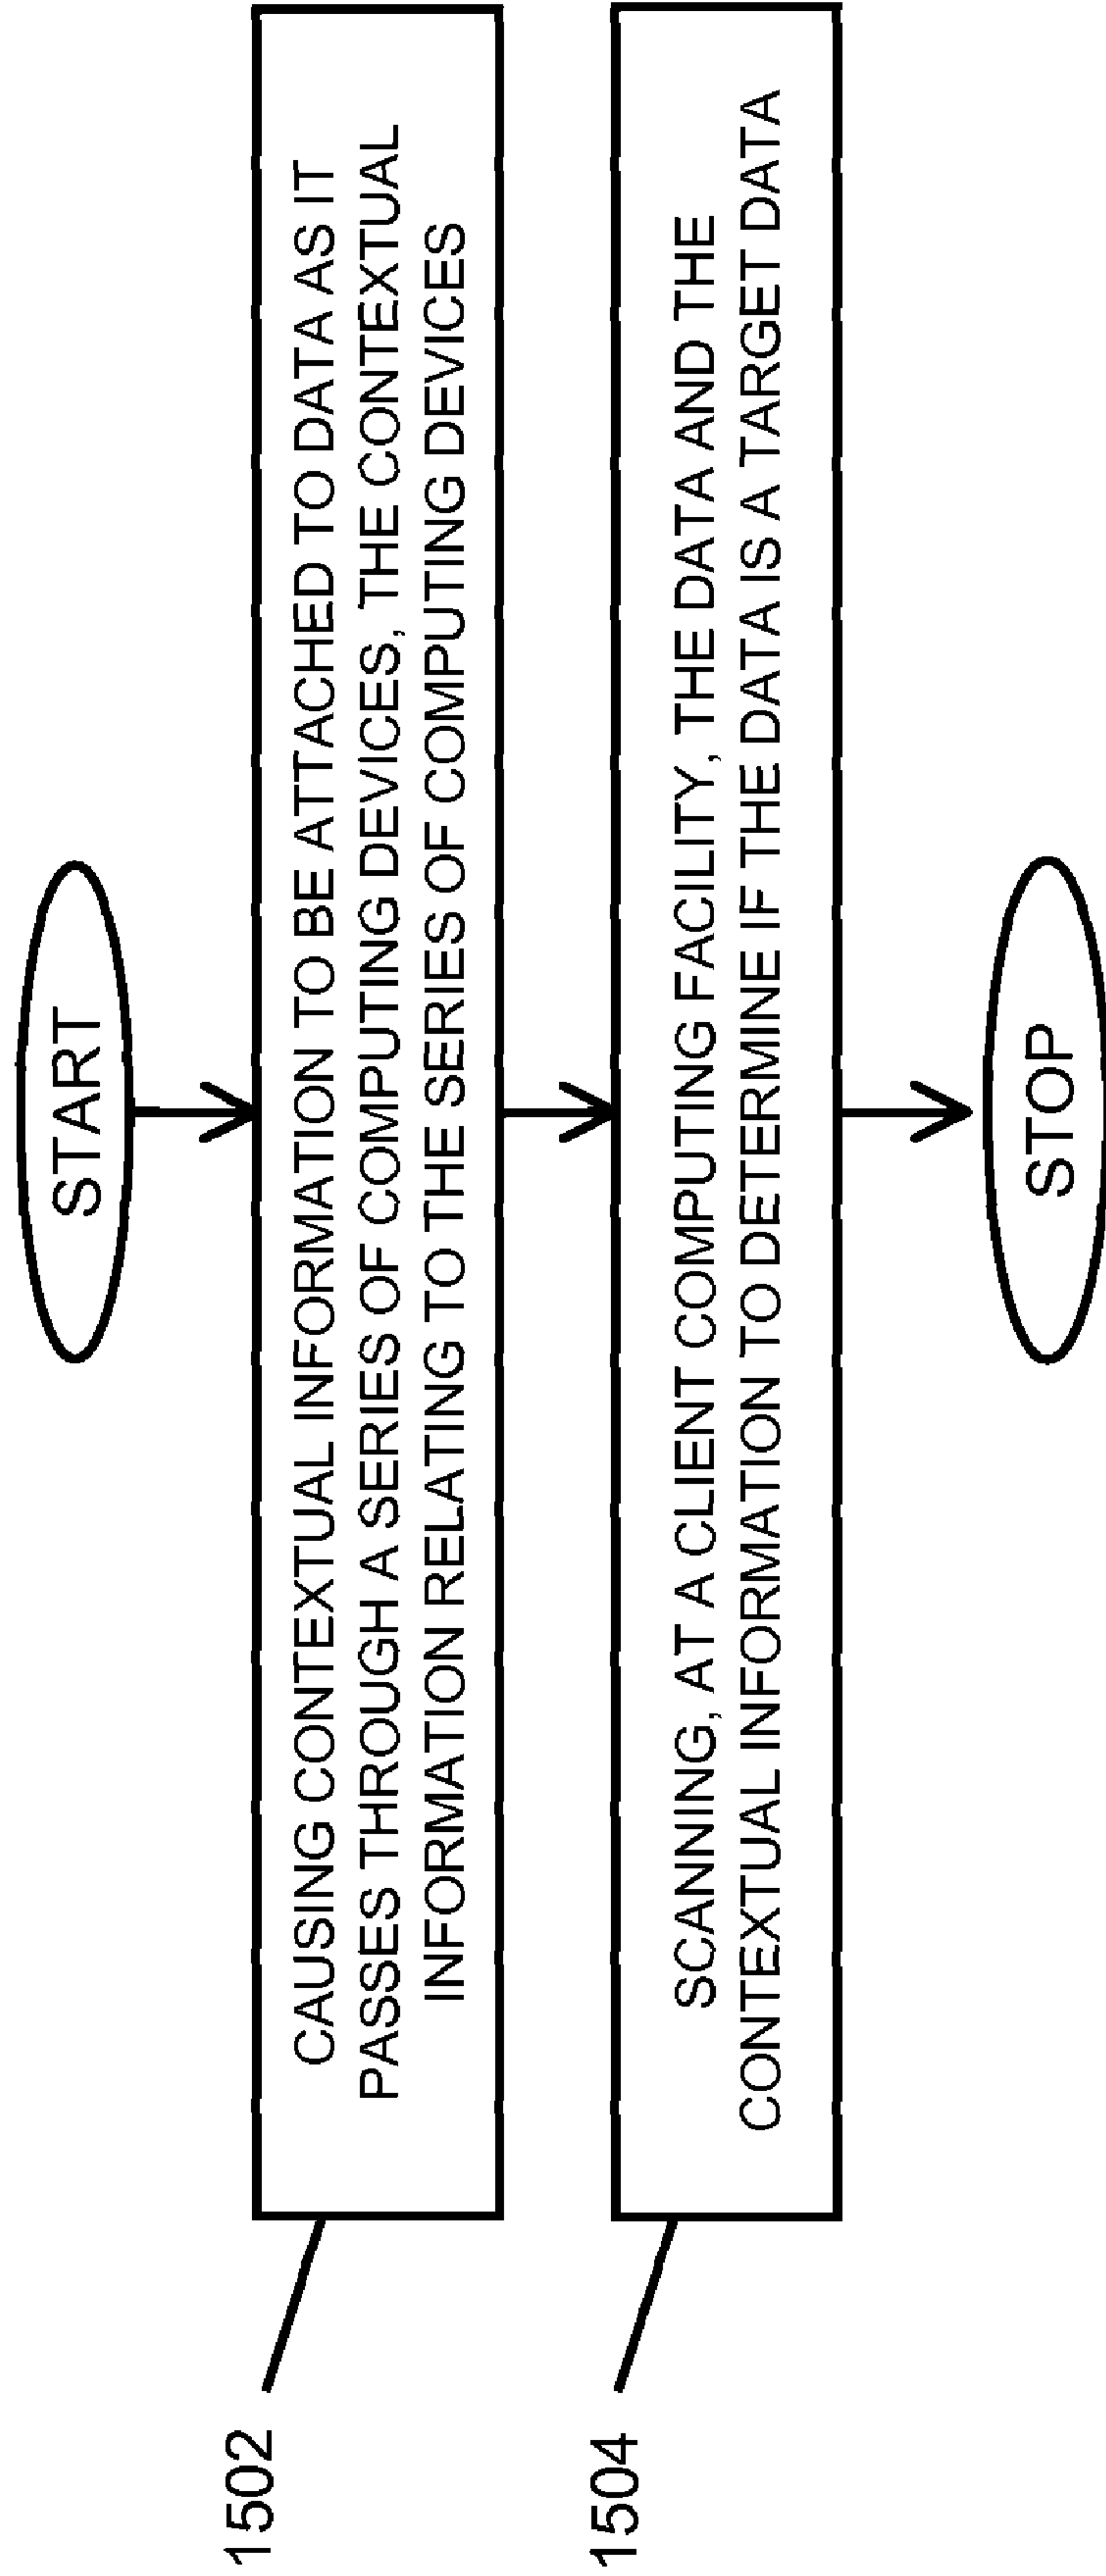 START
1502
CAUSING CONTEXTUAL INFORMATION TO BE ATTACHED TO DATA AS IT
PASSES THROUGH A SERIES OF COMPUTING DEVICES, THE CONTEXTUAL
INFORMATION RELATING TO THE SERIES OF COMPUTING DEVICES
1504
SCANNING, AT A CLIENT COMPUTING FACILITY, THE DATA AND THE
CONTEXTUAL INFORMATION TO DETERMINE IF THE DATA IS A TARGET DATA
STOP